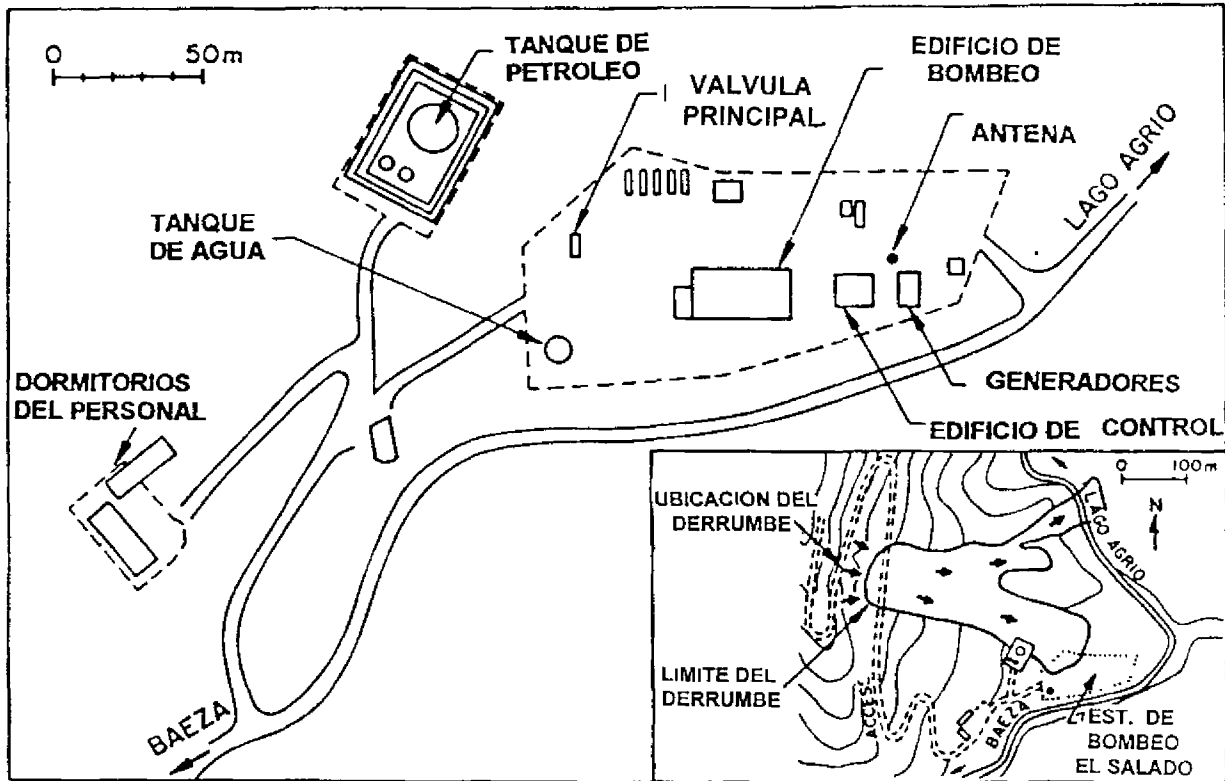 0 50m
TANQUE DE
PETROLEO
VALVULA
PRINCIPAL
EDIFICIO DE
BOMBEO
ANTENA
LAGO AGRIO
TANQUE
DE AGUA
DORMITORIOS
DEL PERSONAL
GENERADORES
EDIFICIO DE CONTROL
BAEZA
0 100m
N
UBICACION DEL
DERRUMBE
LAGO AGRIO
LIMITE DEL
DERRUMBE
ACCES
BAEZA
EST. DE
BOMBEO
EL SALADO